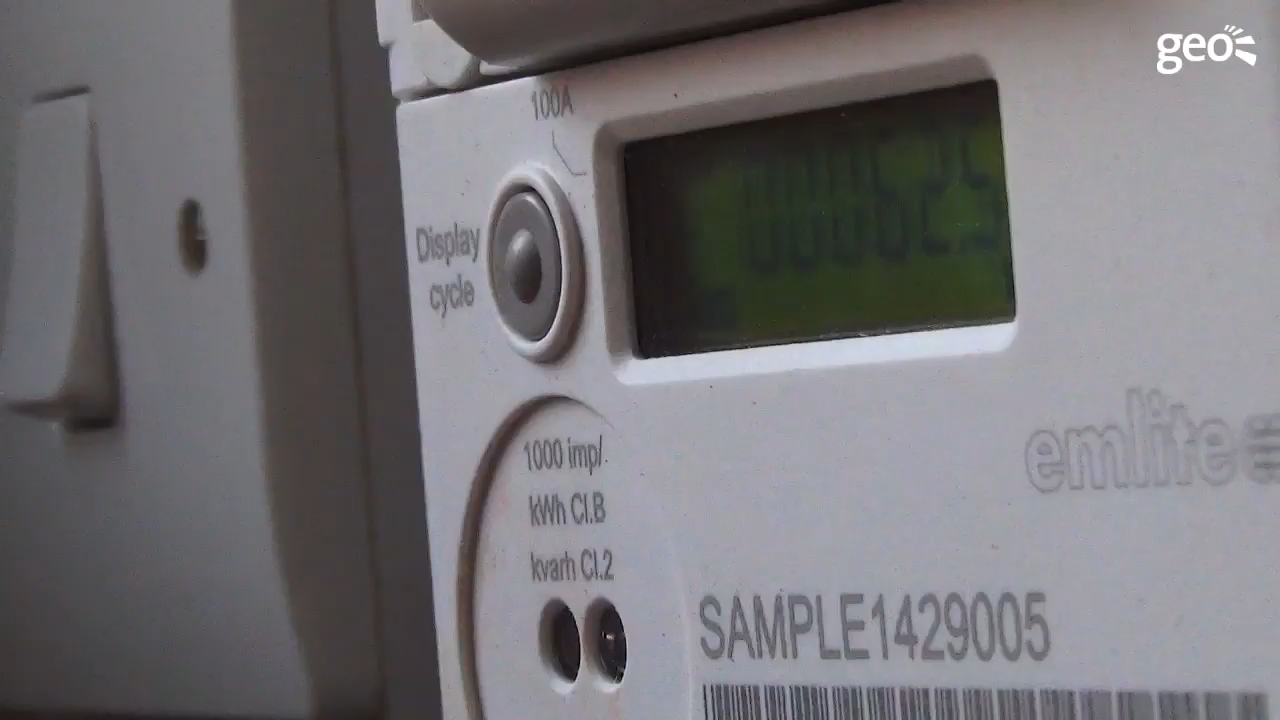 geo
100A
Display
cycle
emlite
1000 imp/.
kWh Cl.B
kvarh Cl.2
SAMPLE1429005